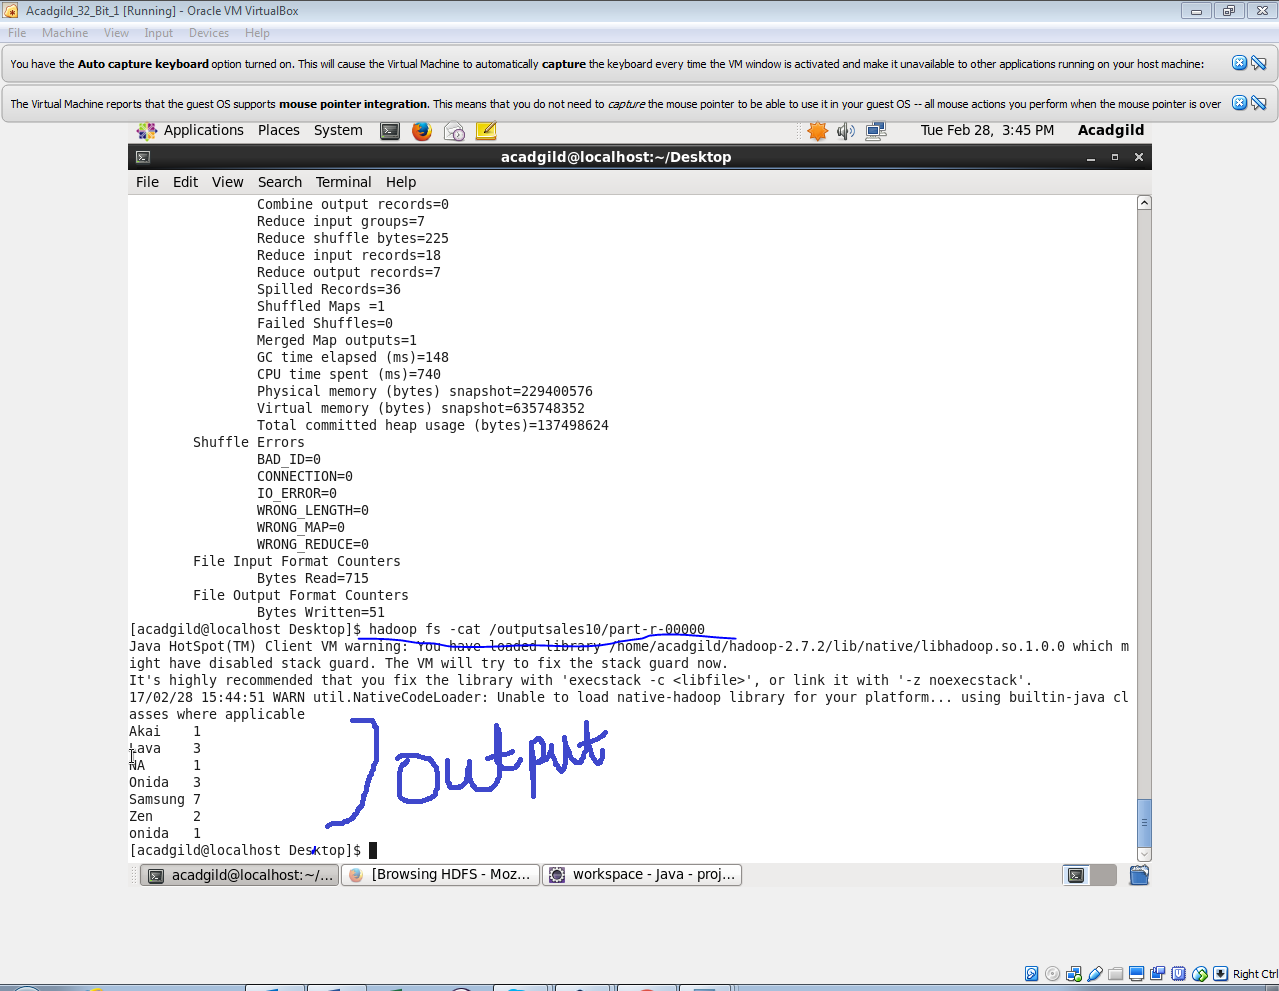 Acadgild_32_Bit_1 [Running] - Oracle VM VirtualBox
File Machine View Input Devices Help
You have the Auto capture keyboard option turned on. This will cause the Virtual Machine to automatically capture the keyboard every time the VM window is activated and make it unavailable to other applications running on your host machine:
The Virtual Machine reports that the guest OS supports mouse pointer integration. This means that you do not need to capture the mouse pointer to be able to use it in your guest OS -- all mouse actions you perform when the mouse pointer is over
Applications Places System Tue Feb 28, 3:45 PM Acadgild
acadgild@localhost:~/Desktop
File Edit View Search Terminal Help
Combine output records=0
Reduce input groups=7
Reduce shuffle bytes=225
Reduce input records=18
Reduce output records=7
Spilled Records=36
Shuffled Maps =1
Failed Shuffles=0
Merged Map outputs=1
GC time elapsed (ms)=148
CPU time spent (ms)=740
Physical memory (bytes) snapshot=229400576
Virtual memory (bytes) snapshot=635748352
Total committed heap usage (bytes)=137498624
Shuffle Errors
BAD_ID=0
CONNECTION=0
IO_ERROR=0
WRONG_LENGTH=0
WRONG_MAP=0
WRONG_REDUCE=0
File Input Format Counters
Bytes Read=715
File Output Format Counters
Bytes Written=51
[acadgild@localhost Desktop]$ hadoop fs -cat /outputsales10/part-r-00000
Java HotSpot(TM) Client VM warning: You have loaded library /home/acadgild/hadoop-2.7.2/lib/native/libhadoop.so.1.0.0 which m
ight have disabled stack guard. The VM will try to fix the stack guard now.
It's highly recommended that you fix the library with 'execstack -c <libfile>', or link it with '-z noexecstack'.
17/02/28 15:44:51 WARN util.NativeCodeLoader: Unable to load native-hadoop library for your platform... using builtin-java cl
asses where applicable
Akai 1
Lava 3
NA 1
Onida 3
Samsung 7
Zen 2
onida 1
output
[acadgild@localhost Desktop]$
acadgild@localhost:~/... [Browsing HDFS - Moz... workspace - Java - proj...
Right Ctrl